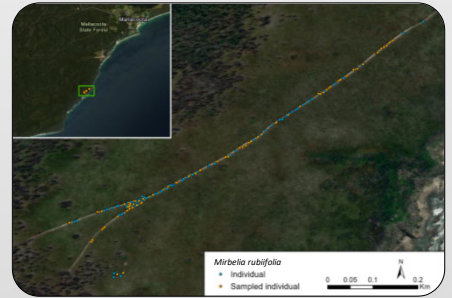 Mallacoota
Mallacoota
State Forest
Mirbelia rubiifolia
Individual
Sampled individual
N
0 0.05 0.1 0.2
Km